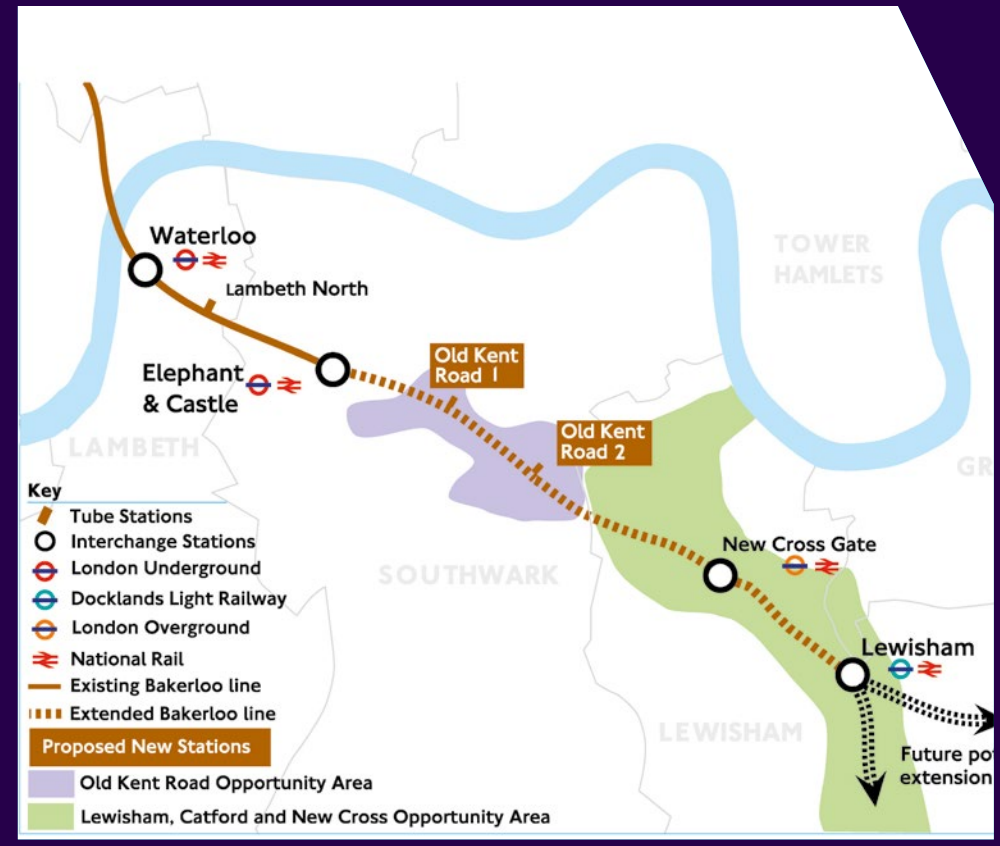 Waterloo
Lambeth North
TOWER
HAMLETS
Elephant
& Castle
Old Kent
Road 1
Old Kent
Road 2
LAMBETH
SOUTHWARK
New Cross Gate
Lewisham
LEWISHAM
Future
extension
Key
Tube Stations
Interchange Stations
London Underground
Docklands Light Railway
London Overground
National Rail
Existing Bakerloo line
Extended Bakerloo line
Proposed New Stations
Old Kent Road Opportunity Area
Lewisham, Catford and New Cross Opportunity Area